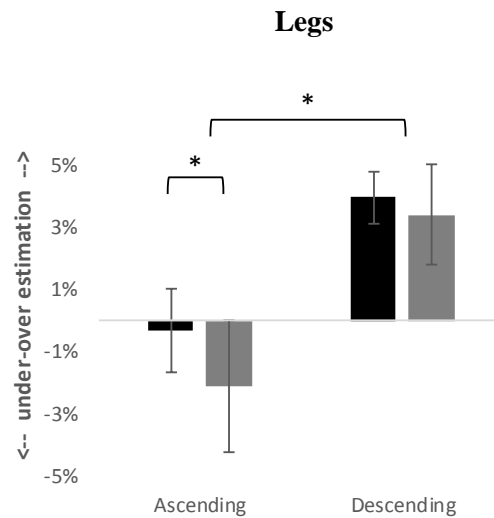 Legs
*
*
<-- under-over estimation -->
5%
3%
1%
-1%
-3%
-5%
Ascending
Descending